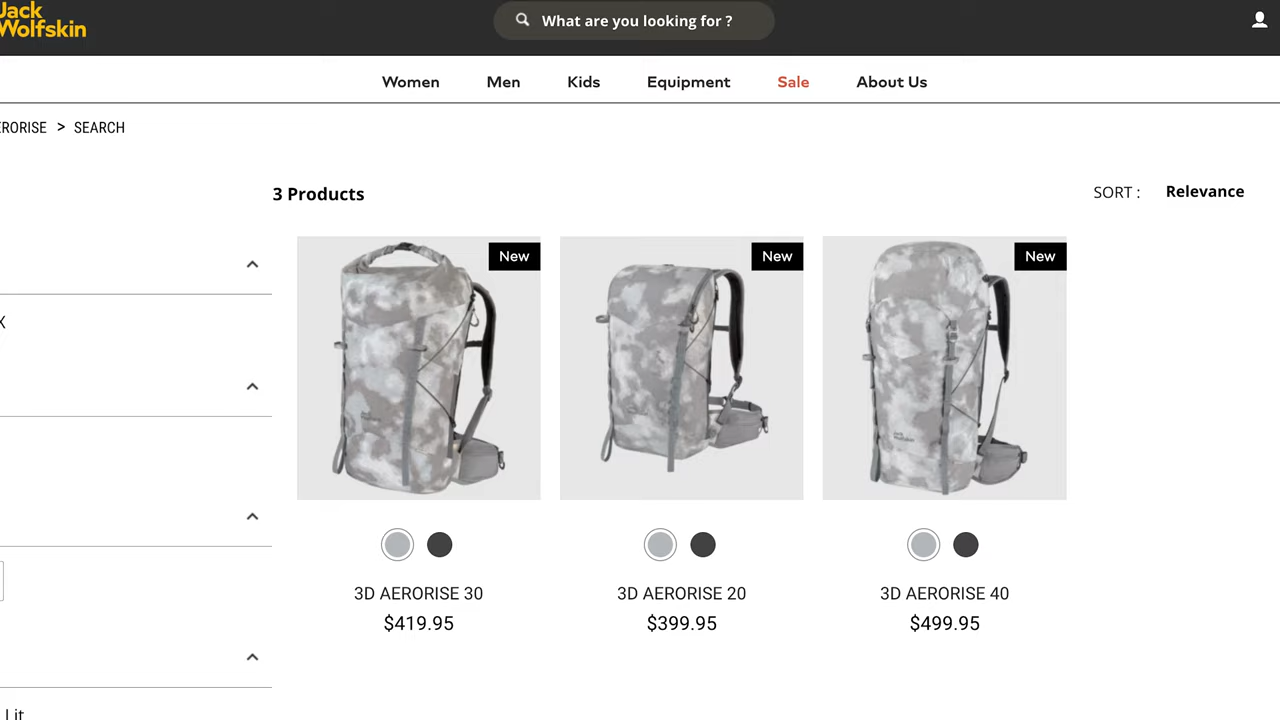 Jack
Wolfskin
What are you looking for ?
Women Men Kids Equipment Sale About Us
> SEARCH
3 Products
SORT : Relevance
New New New
X
3D AERORISE 30 3D AERORISE 20 3D AERORISE 40
$419.95 $399.95 $499.95
Lit